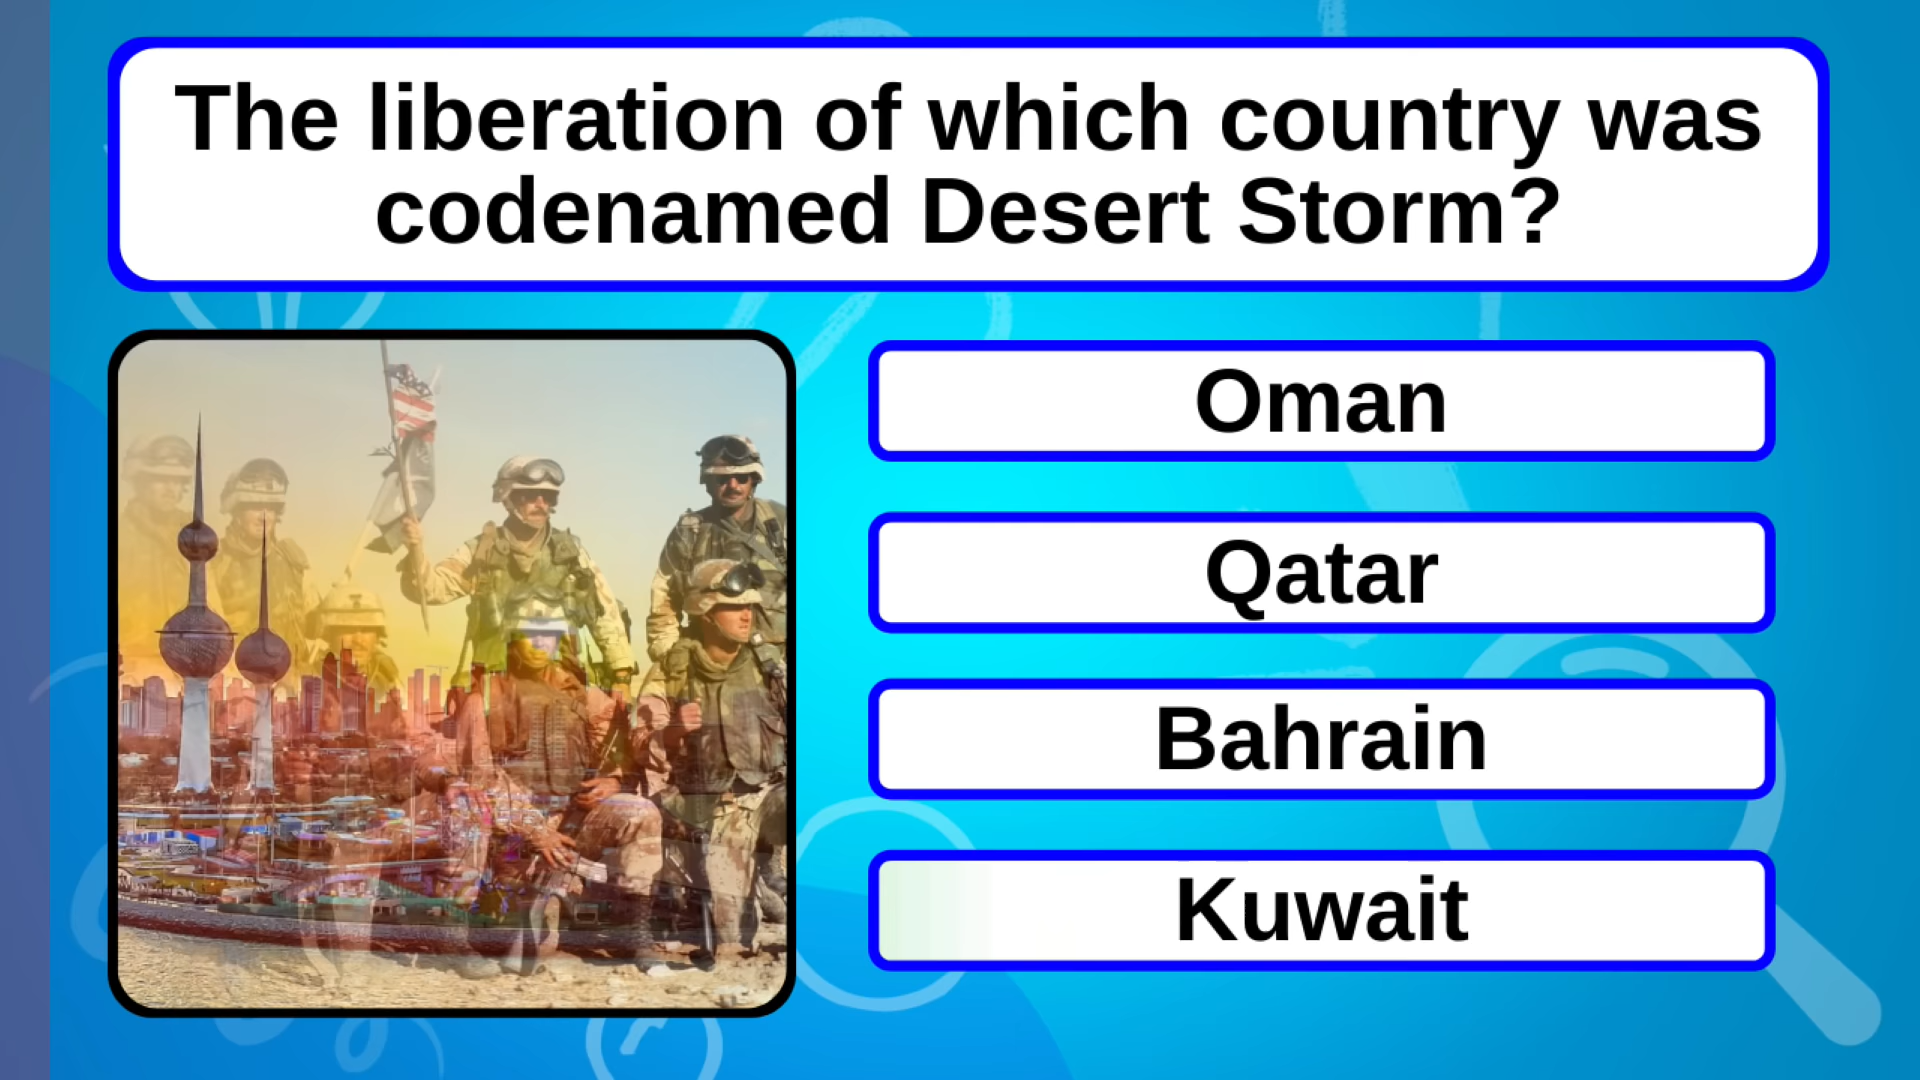 The liberation of which country was
codenamed Desert Storm?
Oman
Qatar
Bahrain
Kuwait